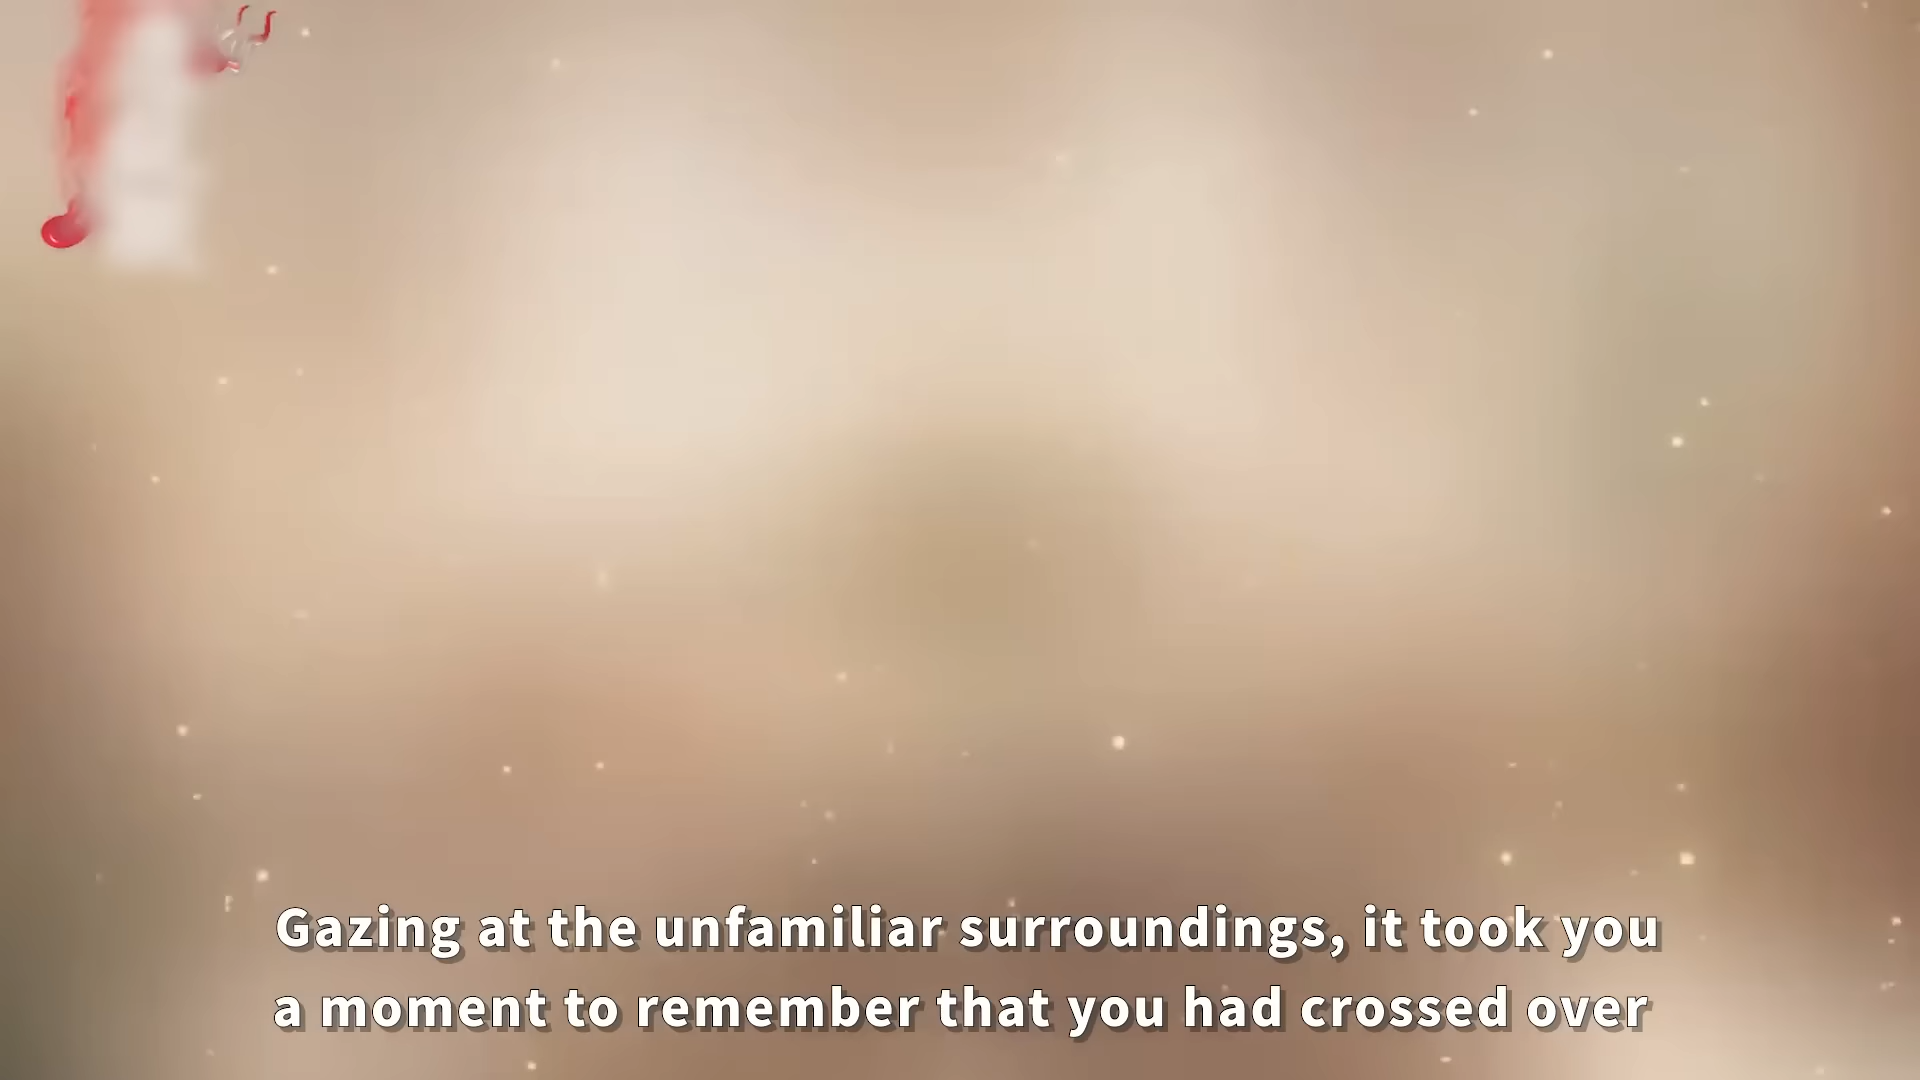 Gazing at the unfamiliar surroundings, it took you
a moment to remember that you had crossed over